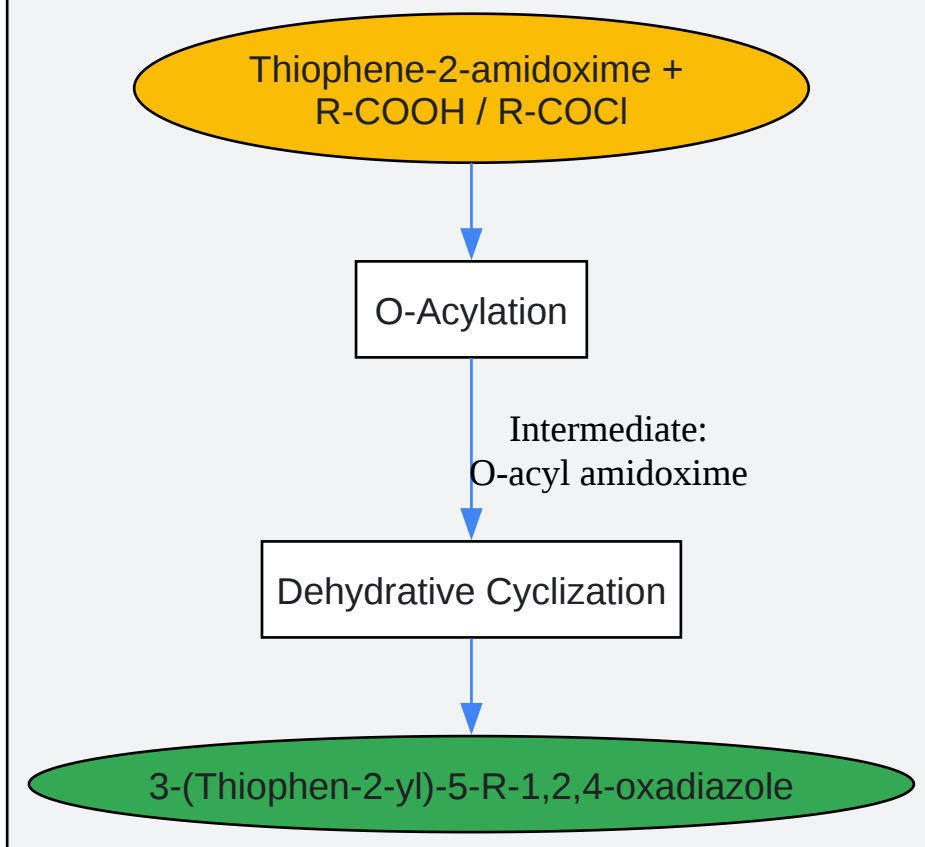 Thiophene-2-amidoxime +
R-COOH / R-COCl
O-Acylation
Intermediate:
O-acyl amidoxime
Dehydrative Cyclization
3-(Thiophen-2-yl)-5-R-1,2,4-oxadiazole